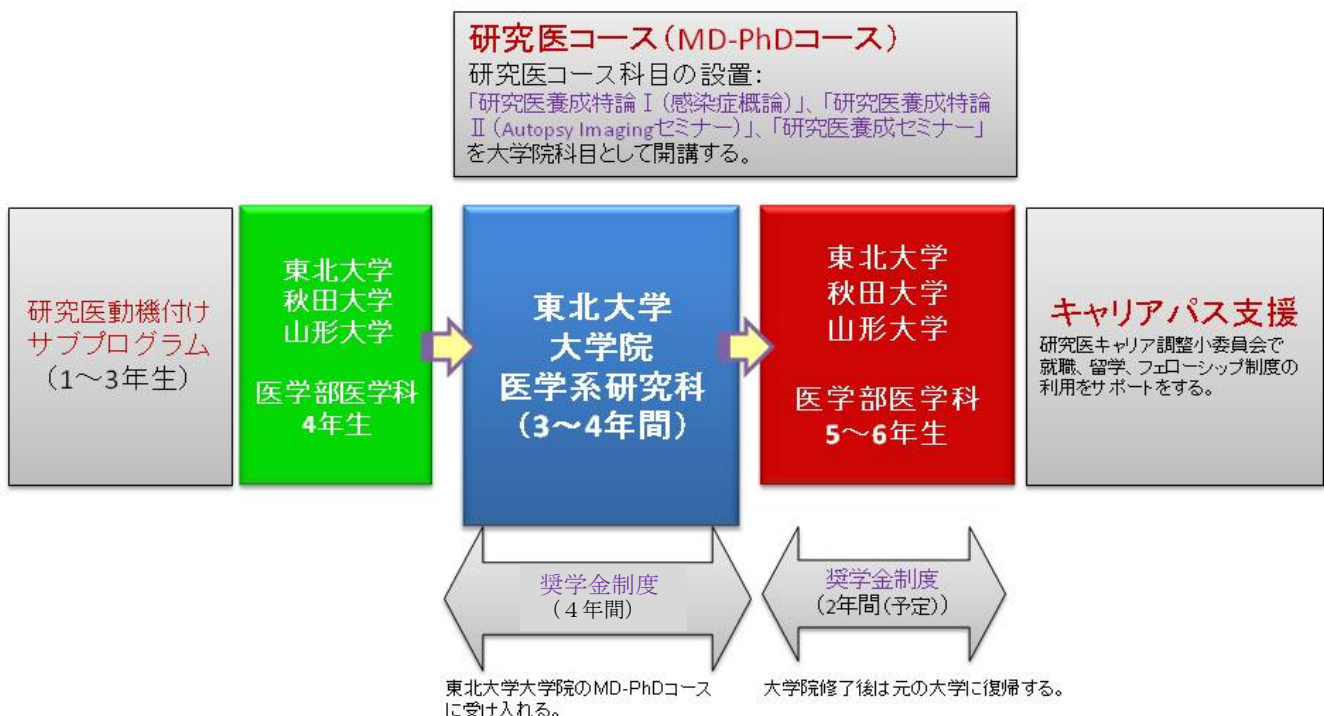 研究医コース(MD-PhDコース)
研究医コース科目の設置:
「研究医養成特論Ⅰ(感染症概論)」、「研究医養成特論
Ⅱ(Autopsy Imagingセミナー)」、「研究医養成セミナー」
を大学院科目として開講する。
研究医動機付け
サブプログラム
(1～3年生)
東北大学
秋田大学
山形大学
医学部医学科
4年生
東北大学
大学院
医学系研究科
(3～4年間)
東北大学
秋田大学
山形大学
医学部医学科
5～6年生
キャリアパス支援
研究医キャリア調整小委員会で
就職、留学、フェローシップ制度の
利用をサポートをする。
奨学金制度
(４年間)
奨学金制度
(2年間(予定))
東北大学大学院のMD-PhDコース
に受け入れる。
大学院修了後は元の大学に復帰する。